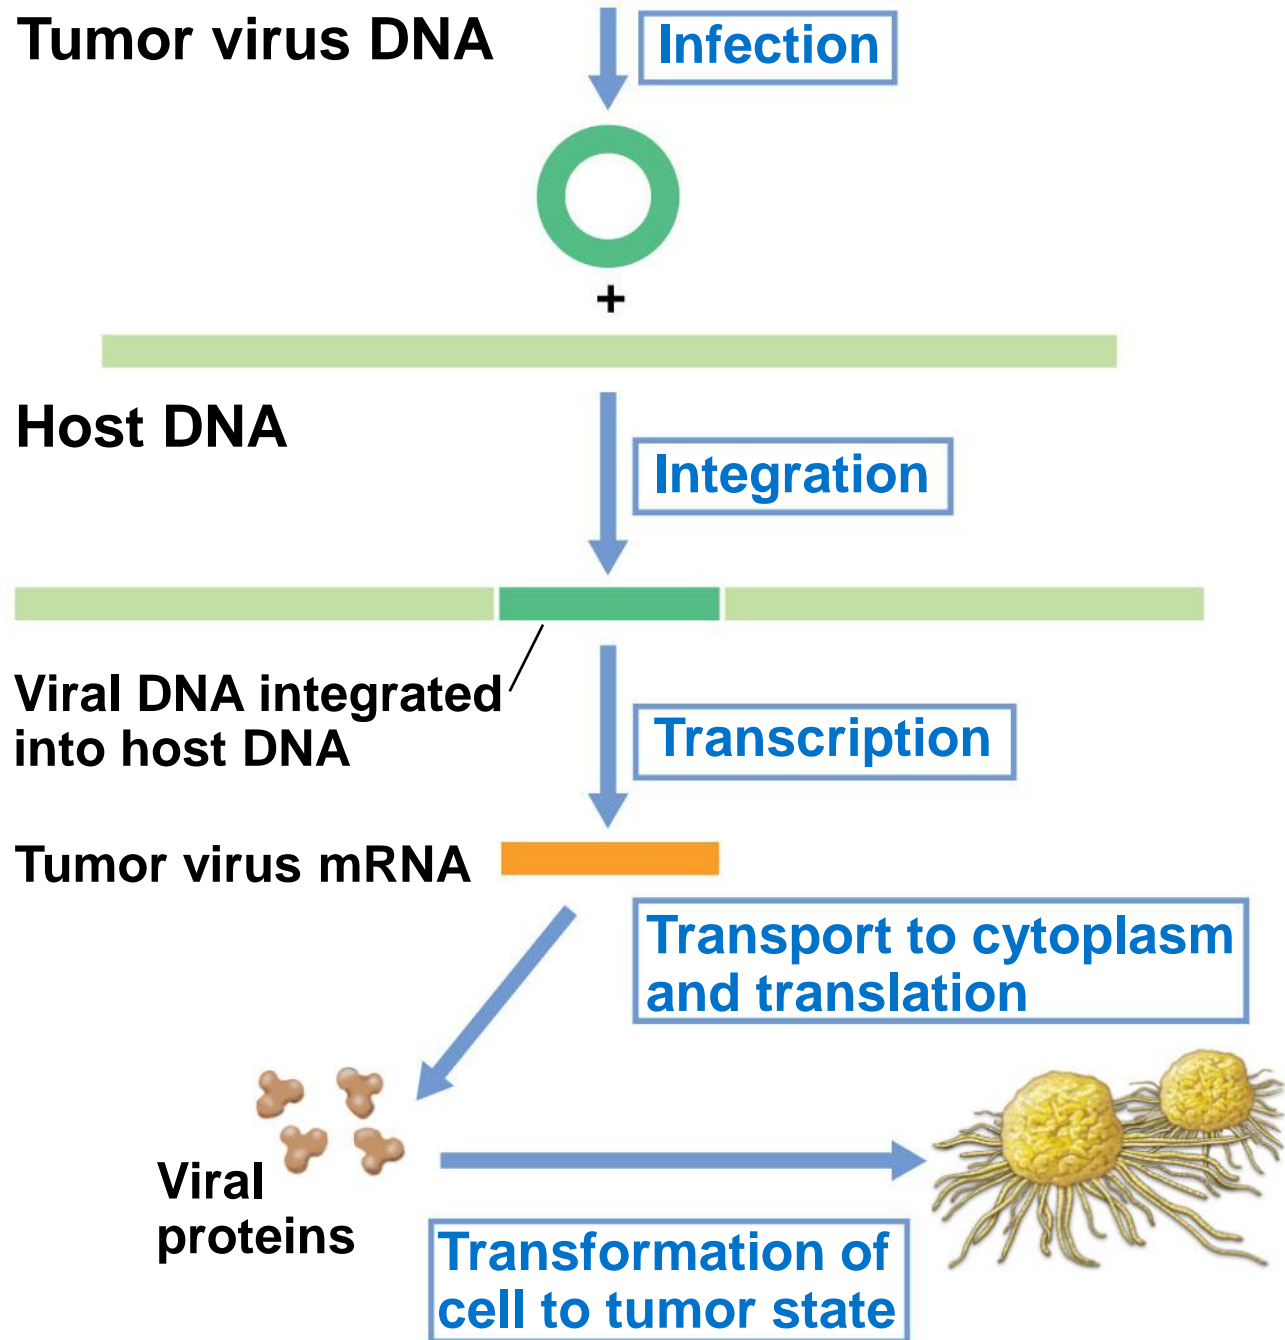 Tumor virus DNA
Infection
+
Host DNA
Integration
Viral DNA integrated
into host DNA
Transcription
Tumor virus mRNA
Transport to cytoplasm
and translation
Viral
proteins
Transformation of
cell to tumor state